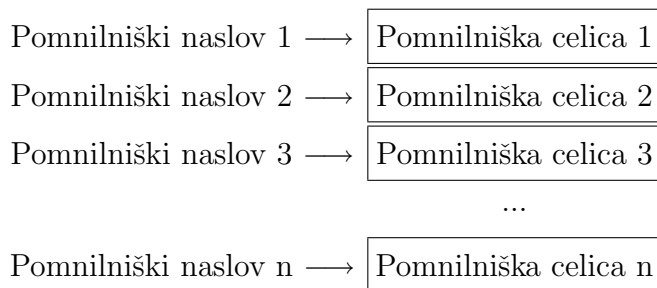 Pomnilniški naslov 1 ⟶ Pomnilniška celica 1
Pomnilniški naslov 2 ⟶ Pomnilniška celica 2
Pomnilniški naslov 3 ⟶ Pomnilniška celica 3
...
Pomnilniški naslov n ⟶ Pomnilniška celica n